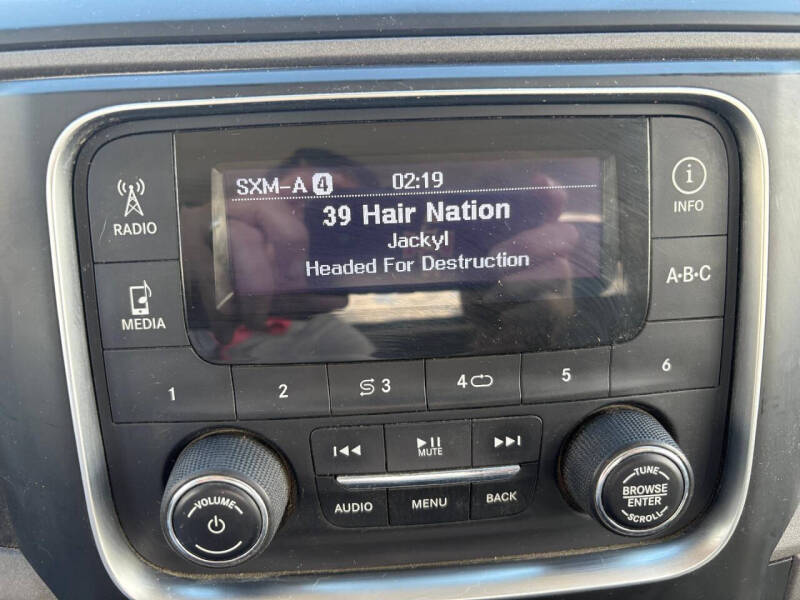 SXM-A 4 02:19
39 Hair Nation
Jackyl
Headed For Destruction
RADIO
MEDIA
i
INFO
A•B•C
1 2 3 4 5 6
MUTE
AUDIO MENU BACK
VOLUME
TUNE
BROWSE
ENTER
SCROLL